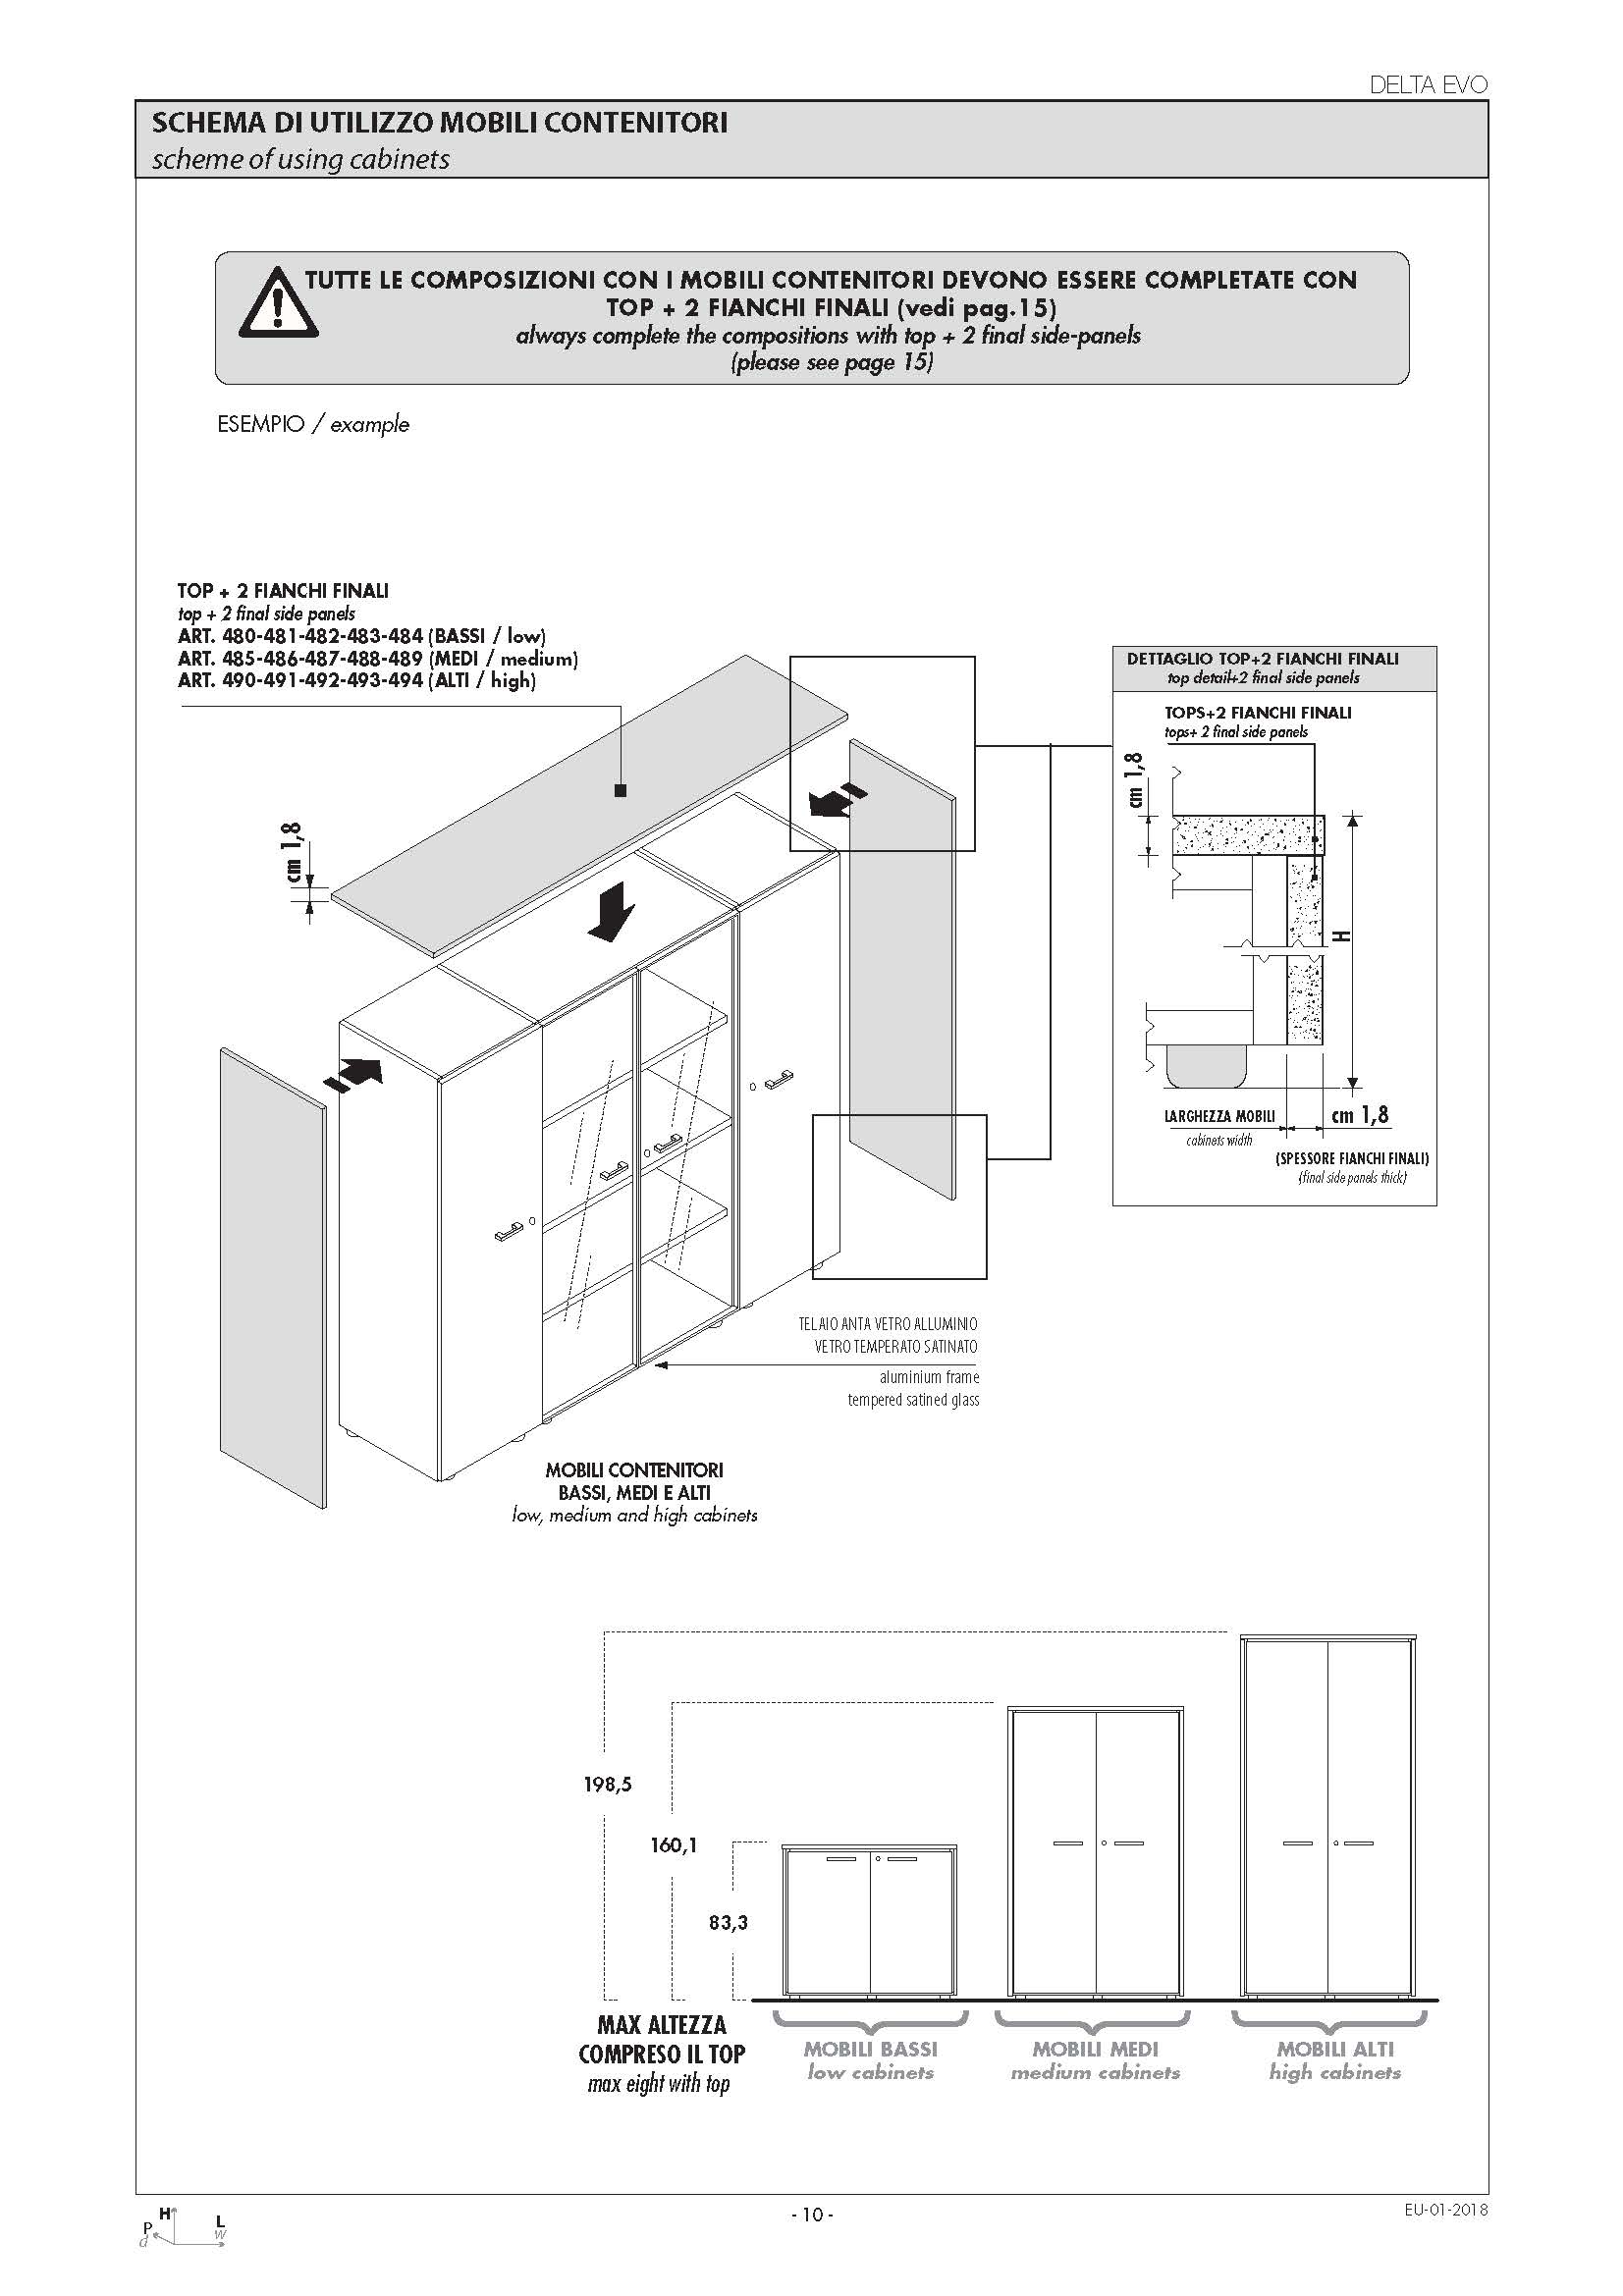 DELTA EVO
SCHEMA DI UTILIZZO MOBILI CONTENITORI
scheme of using cabinets
TUTTE LE COMPOSIZIONI CON I MOBILI CONTENITORI DEVONO ESSERE COMPLETATE CON
TOP + 2 FIANCHI FINALI (vedi pag.15)
always complete the compositions with top + 2 final side-panels
(please see page 15)
ESEMPIO / example
TOP + 2 FIANCHI FINALI
top + 2 final side panels
ART. 480-481-482-483-484 (BASSI / low)
ART. 485-486-487-488-489 (MEDI / medium)
ART. 490-491-492-493-494 (ALTI / high)
cm 1,8
DETTAGLIO TOP+2 FIANCHI FINALI
top detail+2 final side panels
TOPS+2 FIANCHI FINALI
tops+ 2 final side panels
cm 1,8
H
LARGHEZZA MOBILI
cabinets width
cm 1,8
(SPESSORE FIANCHI FINALI)
(final side panels thick)
TELAIO ANTA VETRO ALLUMINIO
VETRO TEMPERATO SATINATO
aluminium frame
tempered satined glass
MOBILI CONTENITORI
BASSI, MEDI E ALTI
low, medium and high cabinets
198,5
160,1
83,3
MAX ALTEZZA
COMPRESO IL TOP
max eight with top
MOBILI BASSI
low cabinets
MOBILI MEDI
medium cabinets
MOBILI ALTI
high cabinets
H
P
d
L
w
- 10 -
EU-01-2018